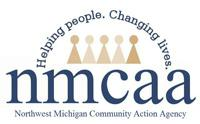 Helping people. Changing lives.
nmcaa
Northwest Michigan Community Action Agency